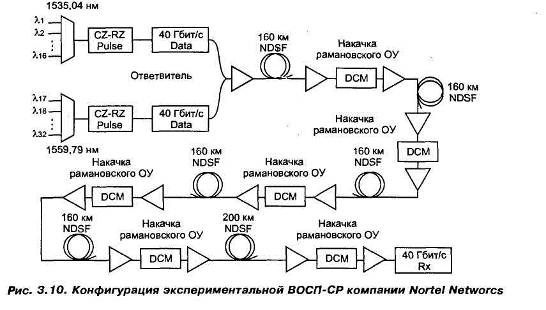 1535,04 нм
λ1
λ2
λ16
CZ-RZ
Pulse
40 Гбит/с
Data
Ответвитель
λ17
λ18
λ32
CZ-RZ
Pulse
40 Гбит/с
Data
1559,79 нм
160 км
NDSF
Накачка
рамановского ОУ
DCM
160 км
NDSF
Накачка
рамановского ОУ
DCM
160 км
NDSF
Накачка
рамановского ОУ
DCM
160 км
NDSF
Накачка
рамановского ОУ
DCM
160 км
NDSF
Накачка
рамановского ОУ
DCM
200 км
NDSF
Накачка
рамановского ОУ
DCM
40 Гбит/с
Rx
Рис. 3.10. Конфигурация экспериментальной ВОСП-СР компании Nortel Networcs